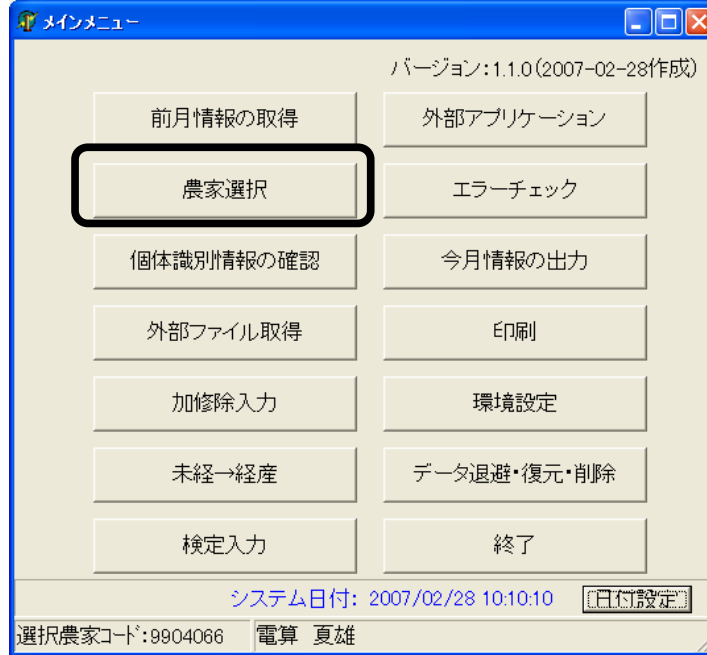 メインメニュー
バージョン:1.1.0(2007-02-28作成)
前月情報の取得 外部アプリケーション
農家選択 エラーチェック
個体識別情報の確認 今月情報の出力
外部ファイル取得 印刷
加修除入力 環境設定
未経→経産 データ退避・復元・削除
検定入力 終了
システム日付: 2007/02/28 10:10:10 日付設定
選択農家コード:9904066 電算 夏雄